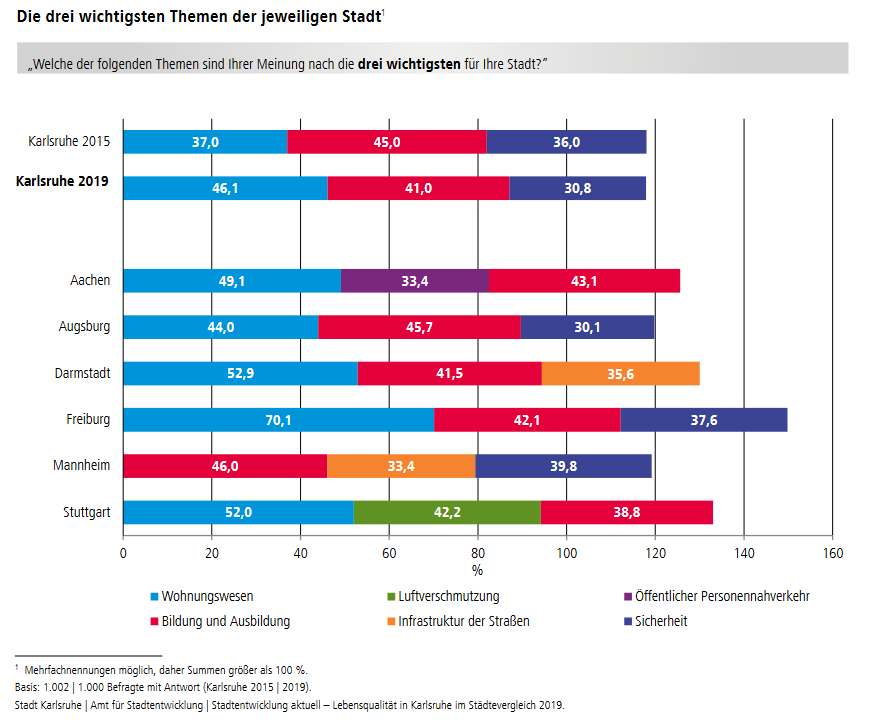 Die drei wichtigsten Themen der jeweiligen Stadt¹
„Welche der folgenden Themen sind Ihrer Meinung nach die drei wichtigsten für Ihre Stadt?“
Karlsruhe 2015 37,0 45,0 36,0
Karlsruhe 2019 46,1 41,0 30,8
Aachen 49,1 33,4 43,1
Augsburg 44,0 45,7 30,1
Darmstadt 52,9 41,5 35,6
Freiburg 70,1 42,1 37,6
Mannheim 46,0 33,4 39,8
Stuttgart 52,0 42,2 38,8
0 20 40 60 80 100 120 140 160
%
Wohnungswesen Luftverschmutzung Öffentlicher Personennahverkehr
Bildung und Ausbildung Infrastruktur der Straßen Sicherheit
¹ Mehrfachnennungen möglich, daher Summen größer als 100 %.
Basis: 1.002 | 1.000 Befragte mit Antwort (Karlsruhe 2015 | 2019).
Stadt Karlsruhe | Amt für Stadtentwicklung | Stadtentwicklung aktuell – Lebensqualität in Karlsruhe im Städtevergleich 2019.